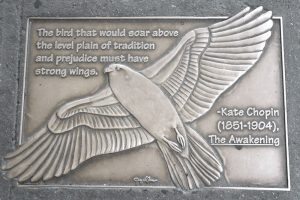 The bird that would soar above
the level plain of tradition
and prejudice must have
strong wings.
-Kate Chopin
(1851-1904),
The Awakening